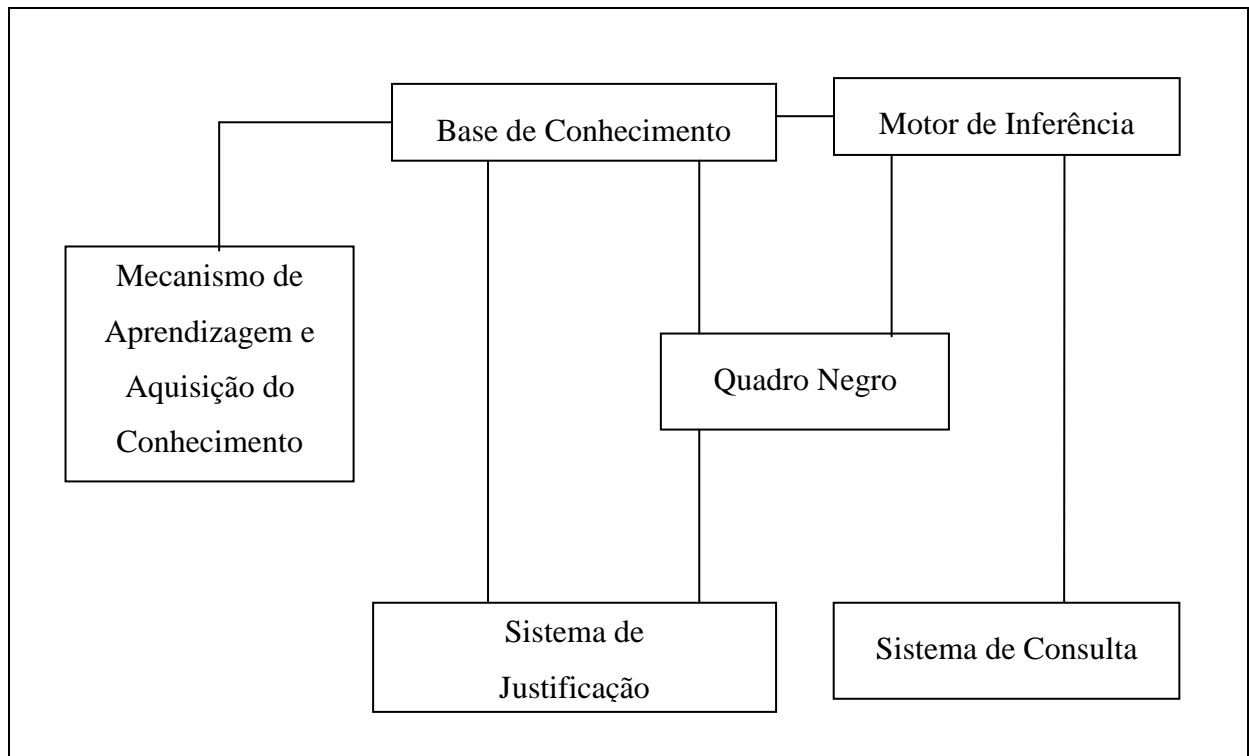 Base de Conhecimento
Motor de Inferência
Mecanismo de
Aprendizagem e
Aquisição do
Conhecimento
Quadro Negro
Sistema de
Justificação
Sistema de Consulta